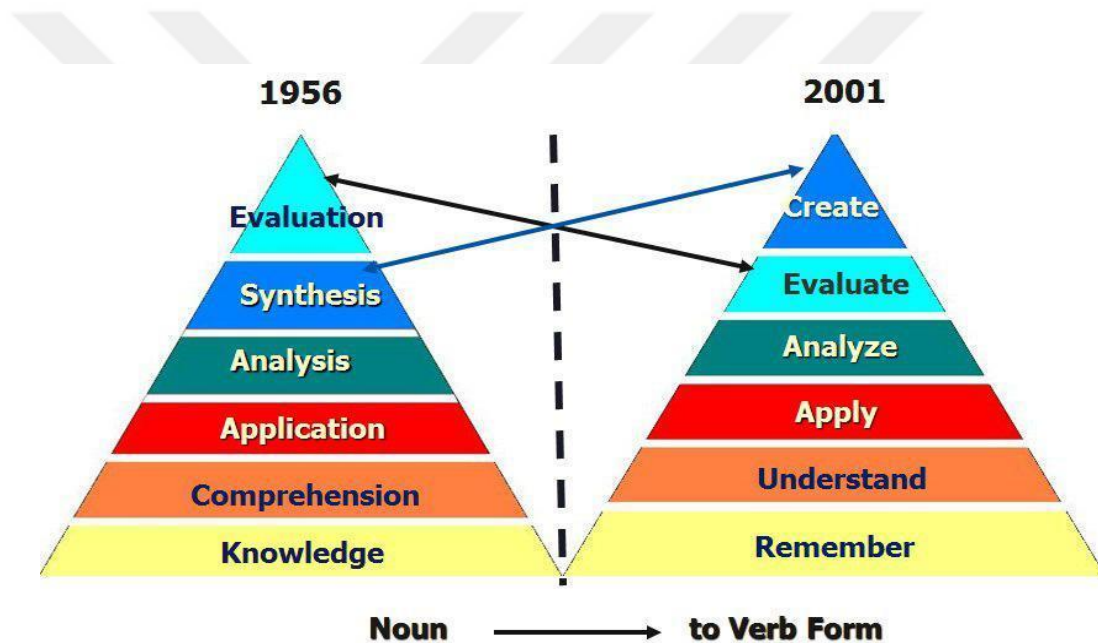 1956
2001
Evaluation
Synthesis
Analysis
Application
Comprehension
Knowledge
Create
Evaluate
Analyze
Apply
Understand
Remember
Noun to Verb Form